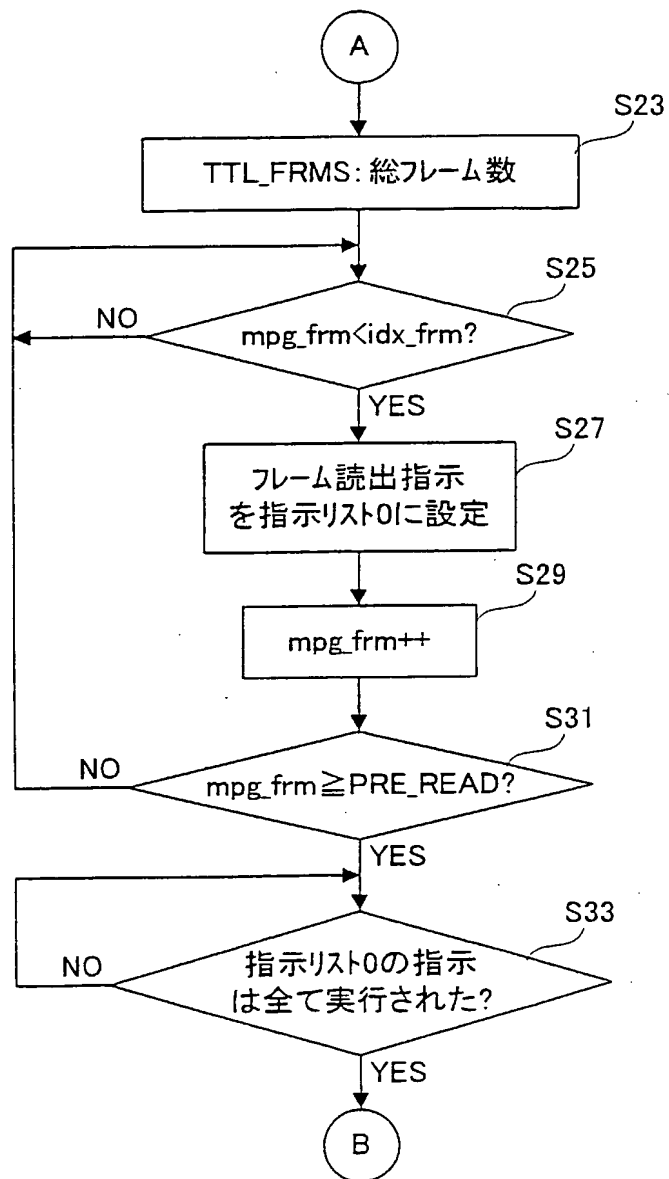 A
S23
TTL_FRMS:総フレーム数
S25
NO
mpg_frm<idx_frm?
YES
S27
フレーム読出指示
を指示リスト0に設定
S29
mpg_frm++
S31
NO
mpg_frm≧PRE_READ?
YES
S33
NO
指示リスト0の指示
は全て実行された?
YES
B